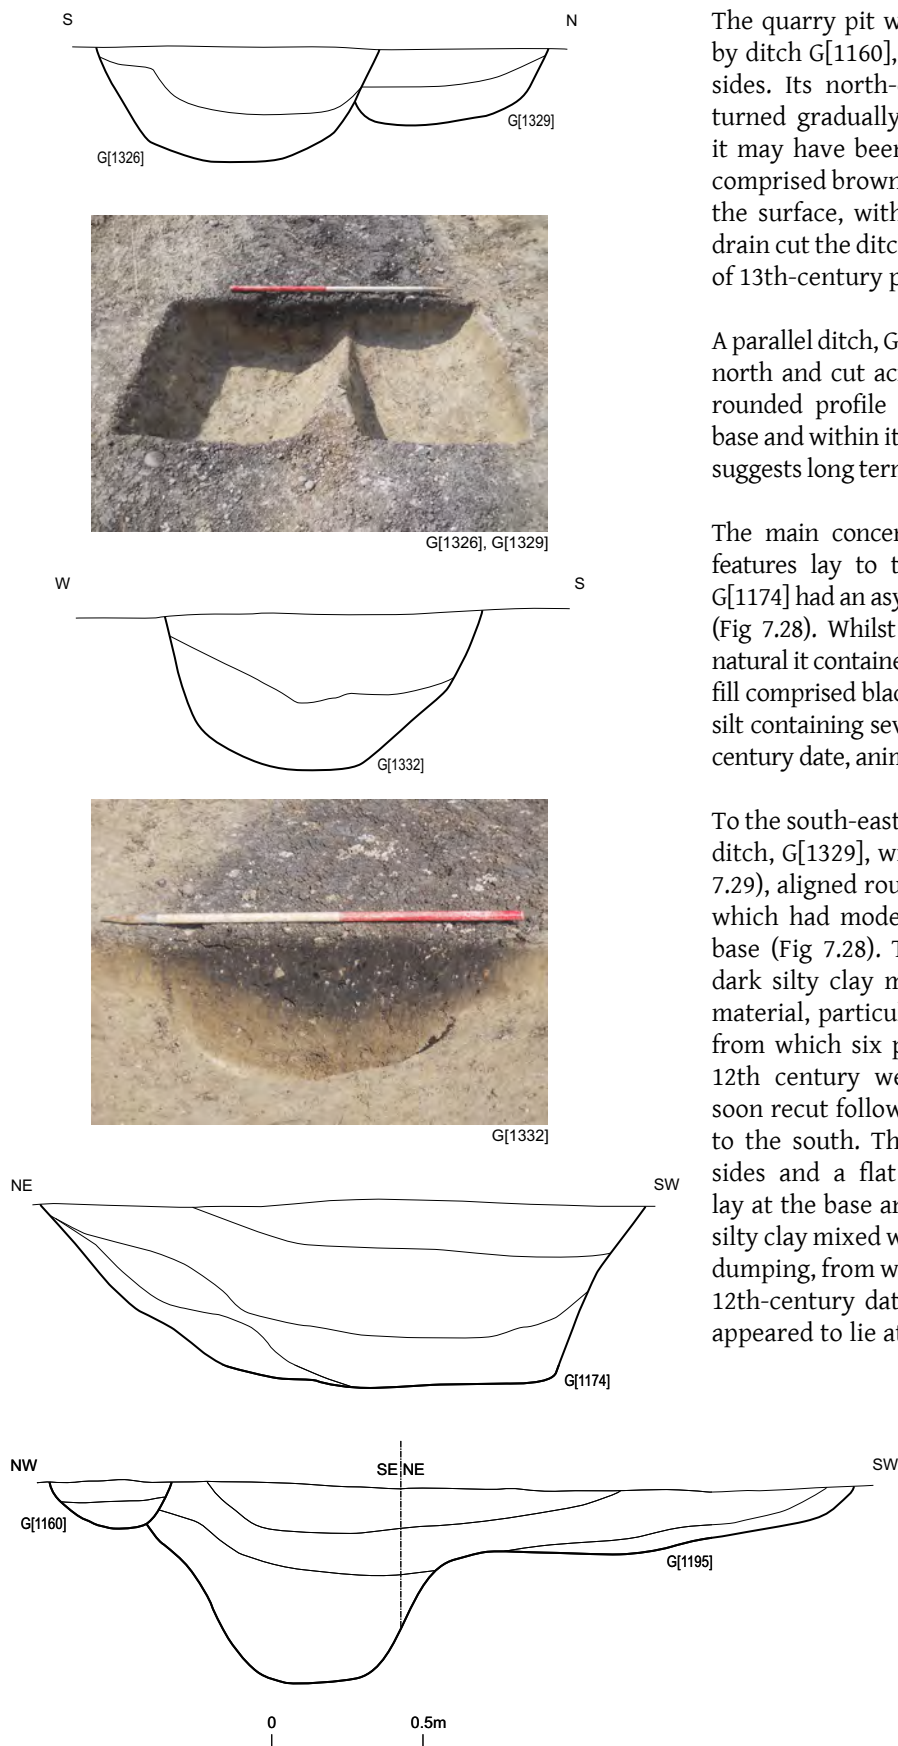 S
N
G[1326]
G[1329]
G[1326], G[1329]
W
S
G[1332]
G[1332]
NE
SW
G[1174]
NW
SE
NE
SW
G[1160]
G[1195]
0
0.5m
The quarry pit w
by ditch G[1160],
sides. Its north-
turned gradually
it may have been
comprised brown
the surface, with
drain cut the ditc
of 13th-century p
A parallel ditch, G
north and cut ac
rounded profile
base and within it
suggests long tern
The main concer
features lay to t
G[1174] had an asy
(Fig 7.28). Whilst
natural it containe
fill comprised blac
silt containing sev
century date, anin
To the south-east
ditch, G[1329], w
7.29), aligned rou
which had mode
base (Fig 7.28). T
dark silty clay m
material, particul
from which six p
12th century we
soon recut follow
to the south. Th
sides and a flat
lay at the base ar
silty clay mixed w
dumping, from w
12th-century dat
appeared to lie at